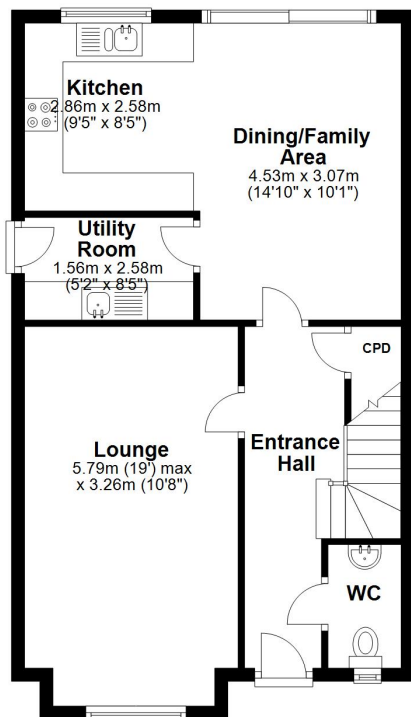 Kitchen
2.86m x 2.58m
(9'5" x 8'5")
Dining/Family
Area
4.53m x 3.07m
(14'10" x 10'1")
Utility
Room
1.56m x 2.58m
(5'2" x 8'5")
CPD
Lounge
5.79m (19') max
x 3.26m (10'8")
Entrance
Hall
WC